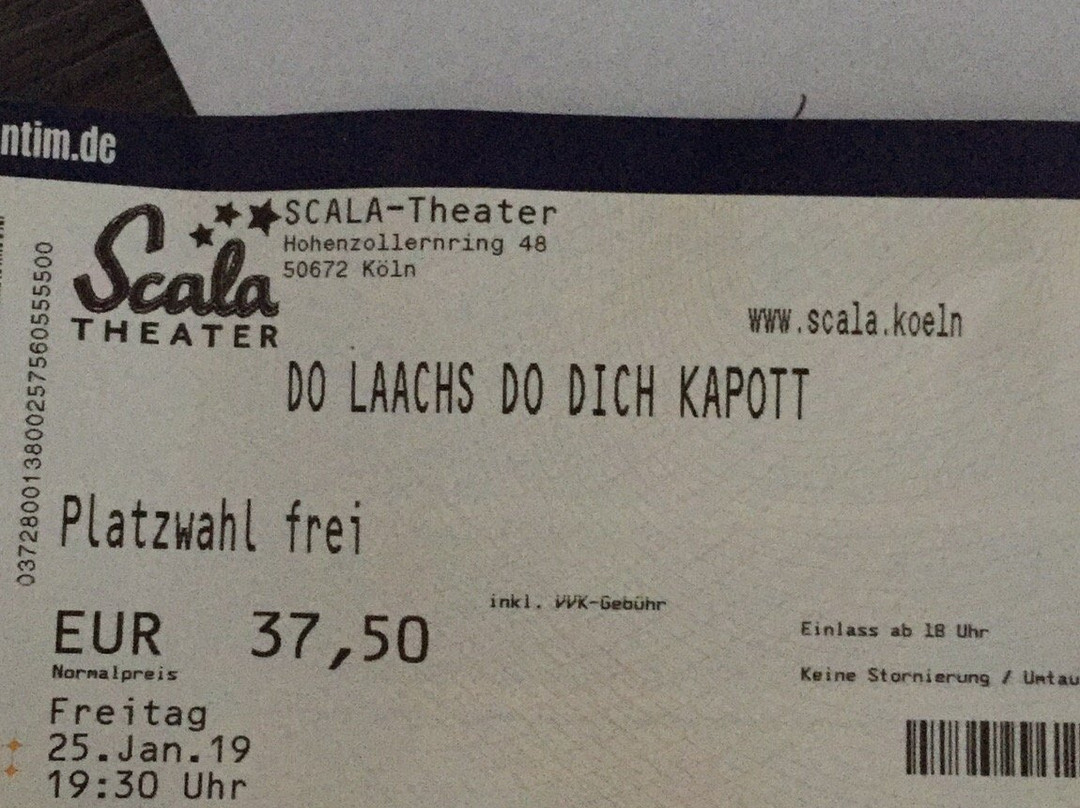 ntim.de
SCALA-Theater
Hohenzollernring 48
50672 Köln
Scala
THEATER
www.scala.koeln
DO LAACHS DO DICH KAPOTT
Platzwahl frei
inkl. VVK-Gebühr
EUR 37,50
Normalpreis
Einlass ab 18 Uhr
Keine Stornierung / Umtau
Freitag
25.Jan.19
19:30 Uhr
0372800138002575605555500